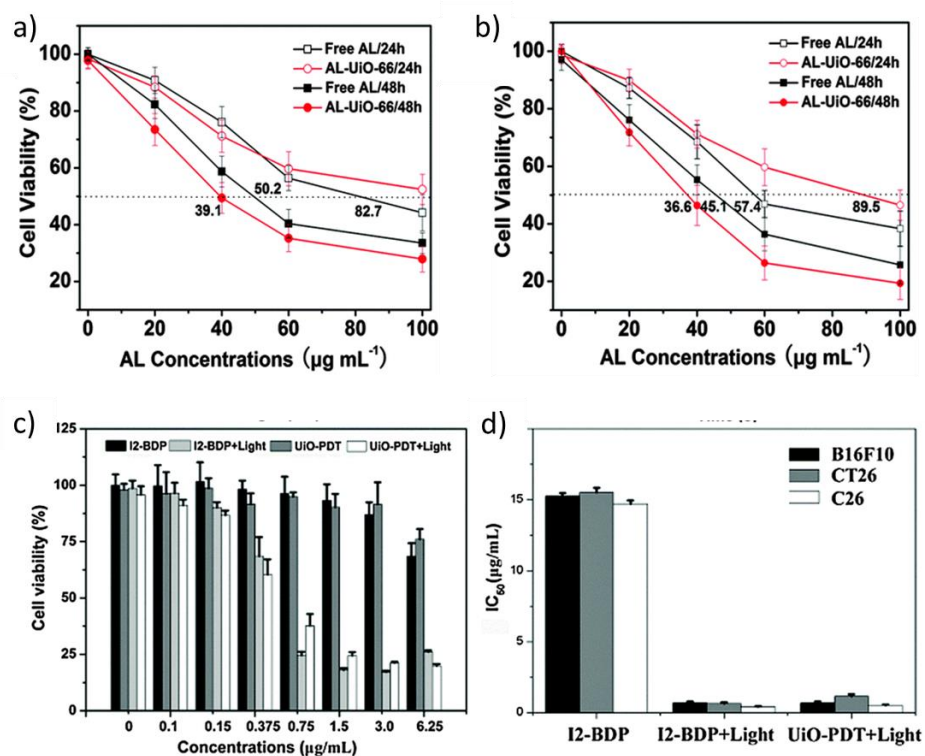 a)
Cell Viability (%)
100
80
60
40
20
Free AL/24h
AL-UiO-66/24h
Free AL/48h
AL-UiO-66/48h
50.2
39.1
82.7
0 20 40 60 80 100
AL Concentrations (µg mL⁻¹)
b)
Cell Viability (%)
100
80
60
40
20
Free AL/24h
AL-UiO-66/24h
Free AL/48h
AL-UiO-66/48h
36.6 45.1 57.4 89.5
0 20 40 60 80 100
AL Concentrations (µg mL⁻¹)
c)
Cell viability (%)
125
100
75
50
25
0
I2-BDP I2-BDP+Light UiO-PDT UiO-PDT+Light
0 0.1 0.15 0.375 0.75 1.5 3.0 6.25
Concentrations (µg/mL)
d)
IC50(µg/mL)
15
10
5
0
B16F10
CT26
C26
I2-BDP I2-BDP+Light UiO-PDT+Light